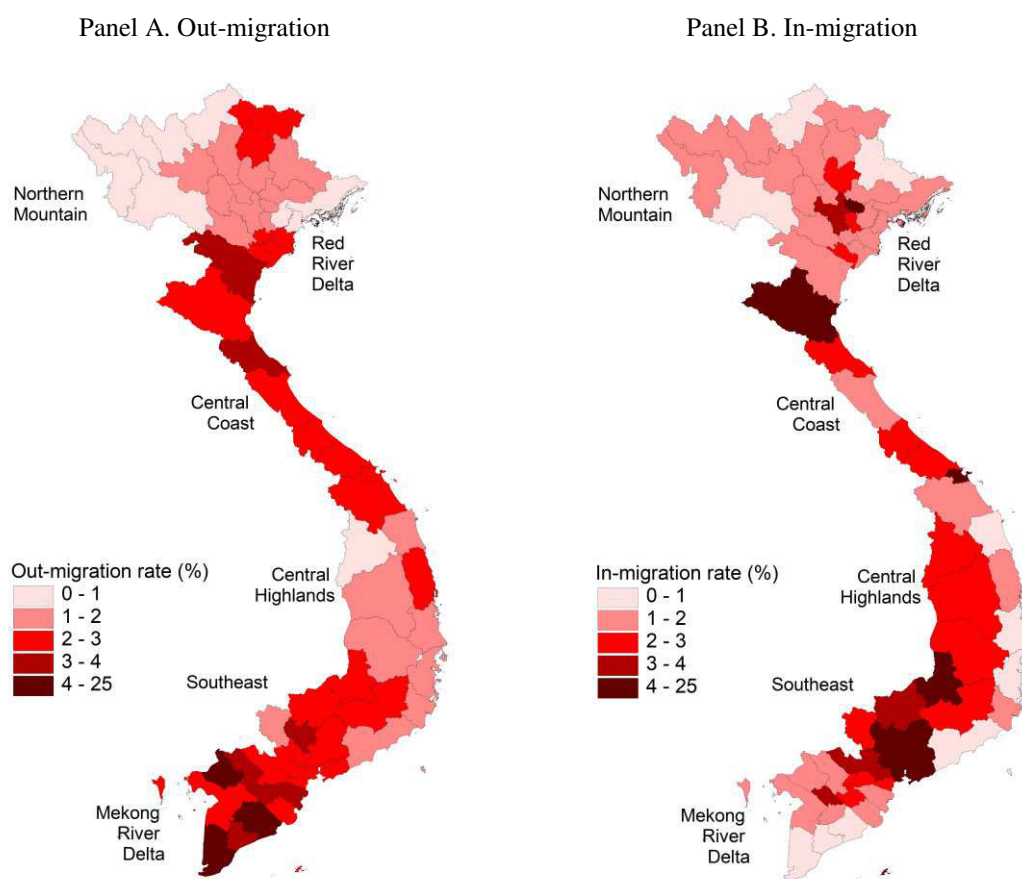 Panel A. Out-migration
Northern
Mountain
Red
River
Delta
Central
Coast
Out-migration rate (%)
0 - 1
1 - 2
2 - 3
3 - 4
4 - 25
Central
Highlands
Southeast
Mekong
River
Delta
Panel B. In-migration
Northern
Mountain
Red
River
Delta
Central
Coast
In-migration rate (%)
0 - 1
1 - 2
2 - 3
3 - 4
4 - 25
Central
Highlands
Southeast
Mekong
River
Delta